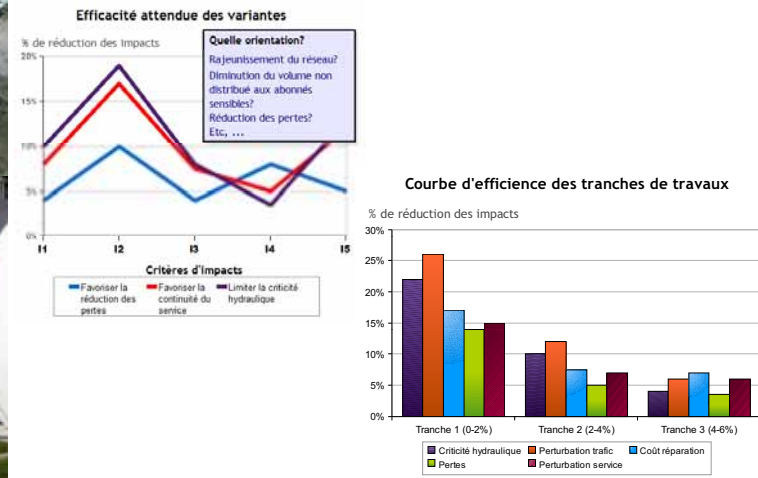 Efficacité attendue des variantes
% de réduction des impacts
Quelle orientation?
Rajeunissement du réseau?
Diminution du volume non
distribué aux abonnés
sensibles?
Réduction des pertes?
Etc, ...
20%
15%
10%
5%
0%
I1 I2 I3 I4 I5
Critères d'impacts
Favoriser la réduction des pertes
Favoriser la continuité du service
Limiter la criticité hydraulique
Courbe d'efficience des tranches de travaux
% de réduction des impacts
30%
25%
20%
15%
10%
5%
0%
Tranche 1 (0-2%) Tranche 2 (2-4%) Tranche 3 (4-6%)
Criticité hydraulique Perturbation trafic Coût réparation
Pertes Perturbation service